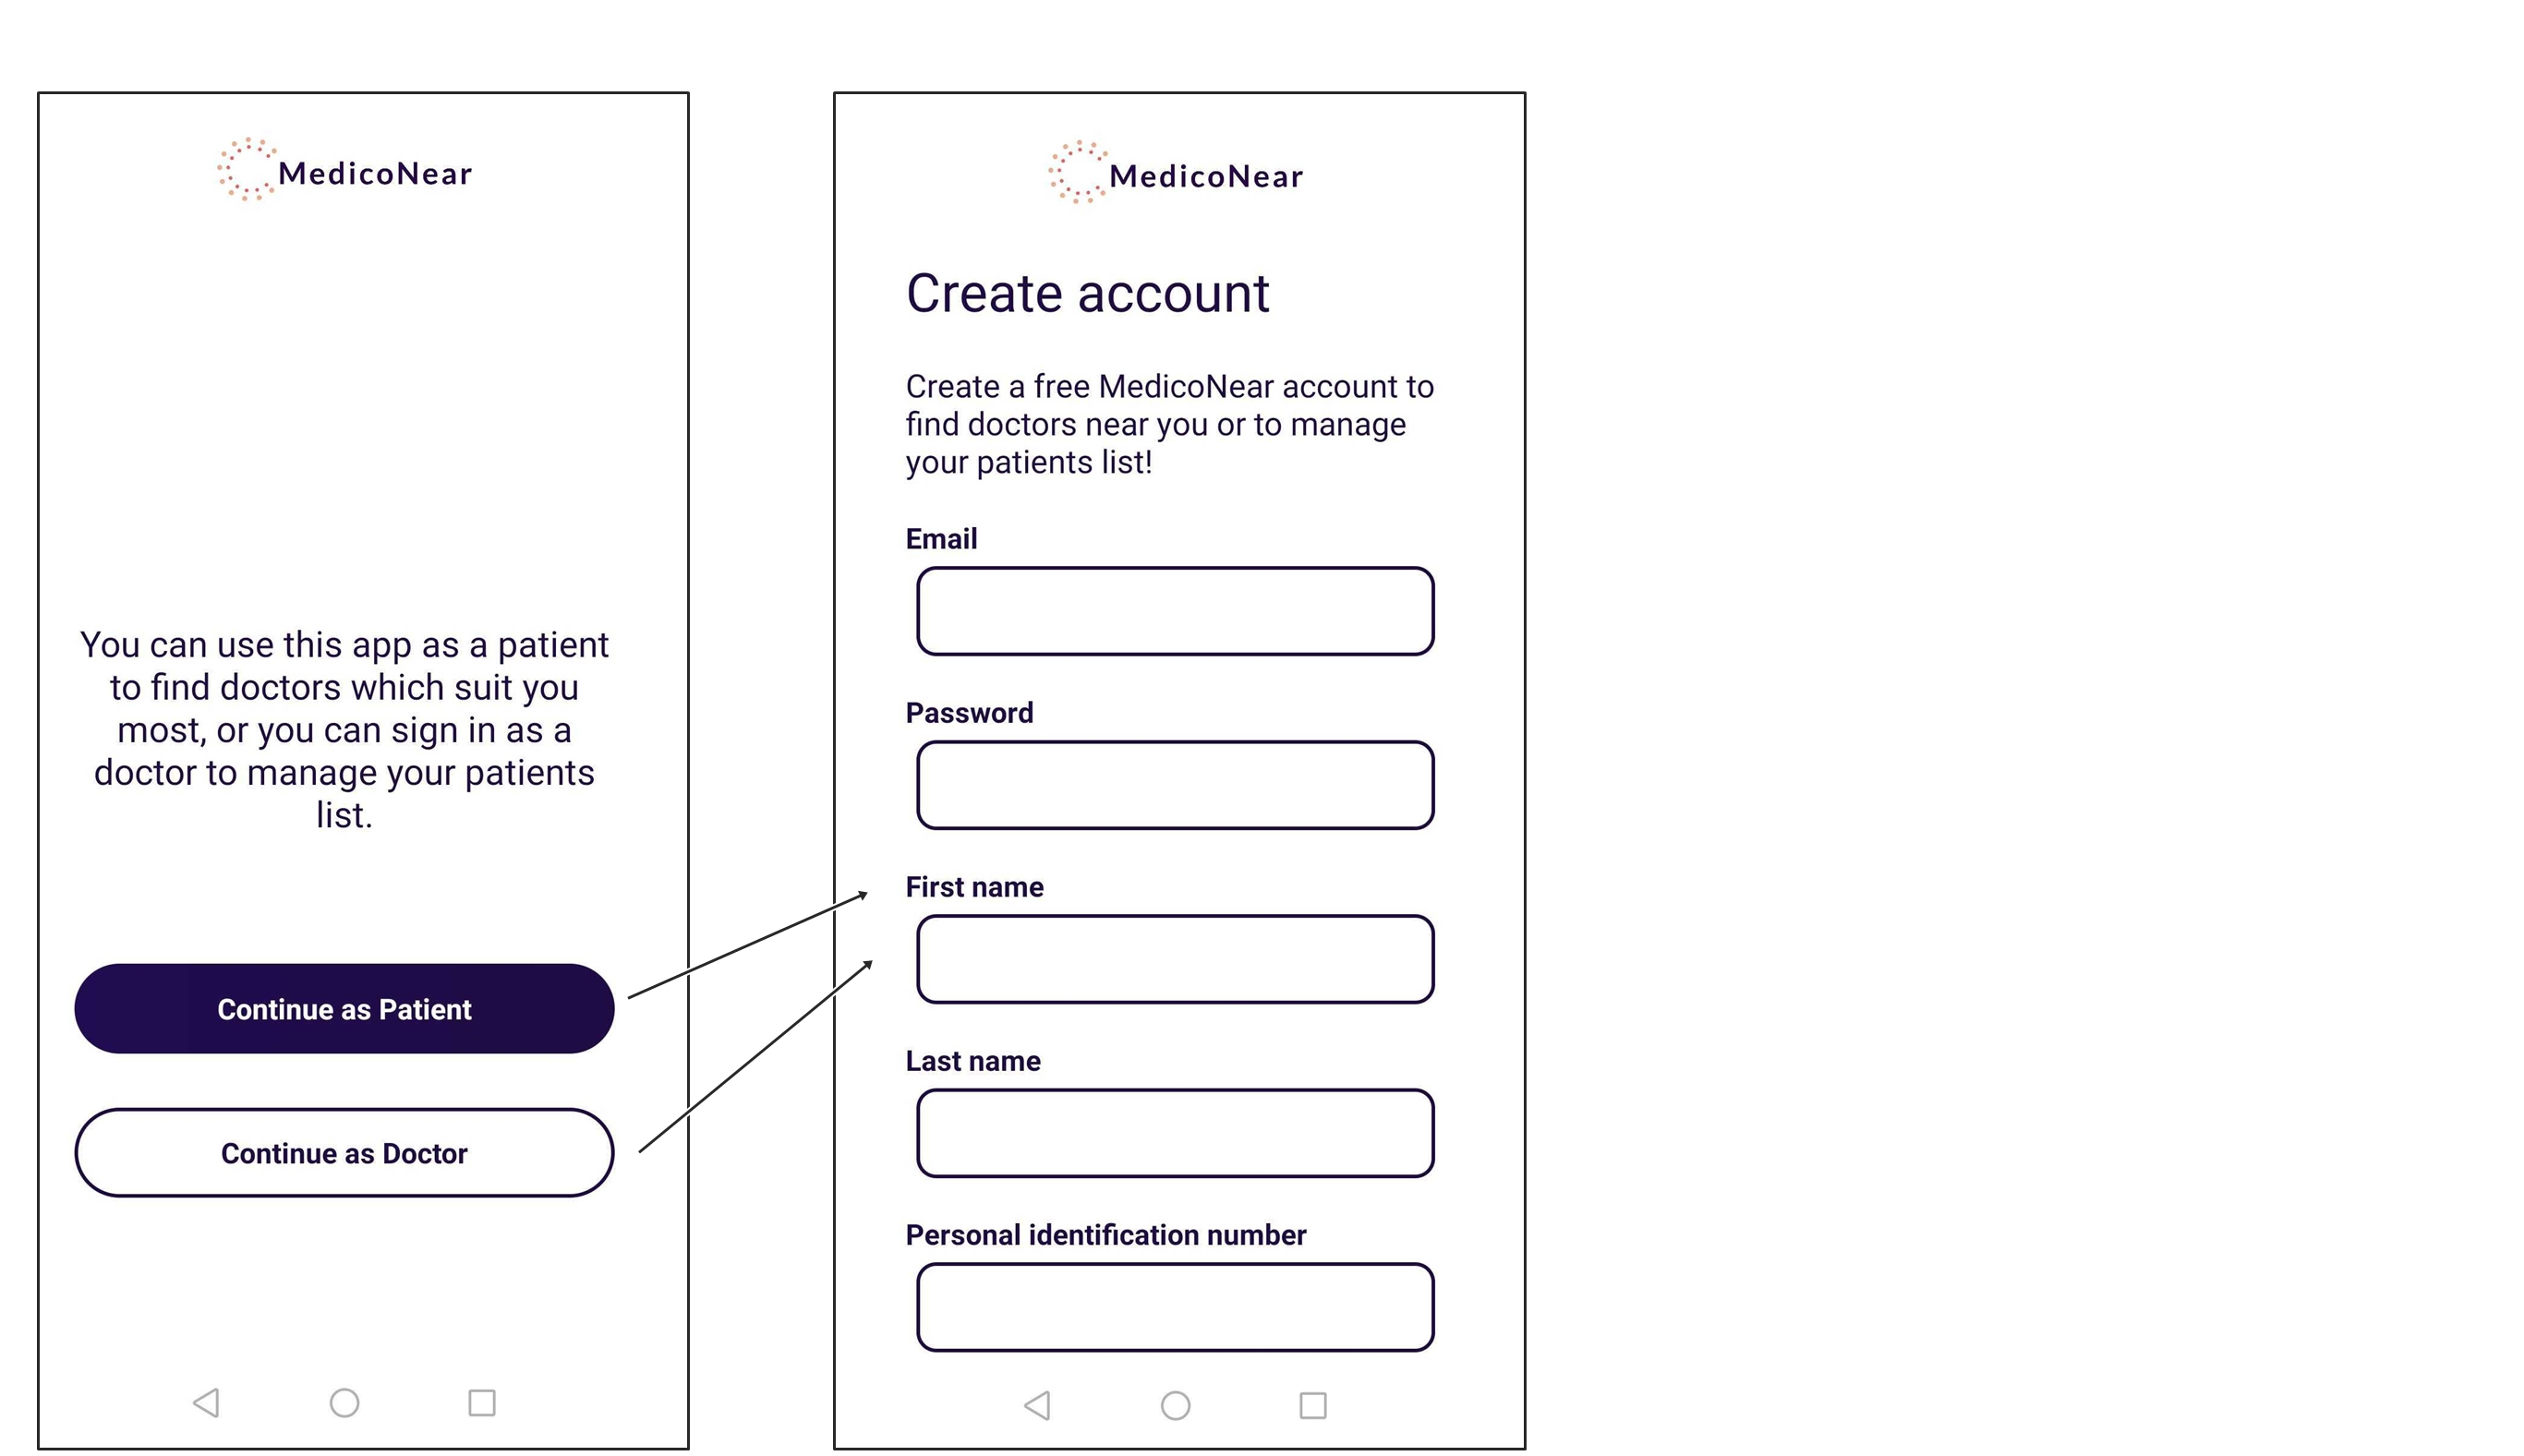 MedicoNear
You can use this app as a patient
to find doctors which suit you
most, or you can sign in as a
doctor to manage your patients
list.
Continue as Patient
Continue as Doctor
MedicoNear
Create account
Create a free MedicoNear account to
find doctors near you or to manage
your patients list!
Email
Password
First name
Last name
Personal identification number